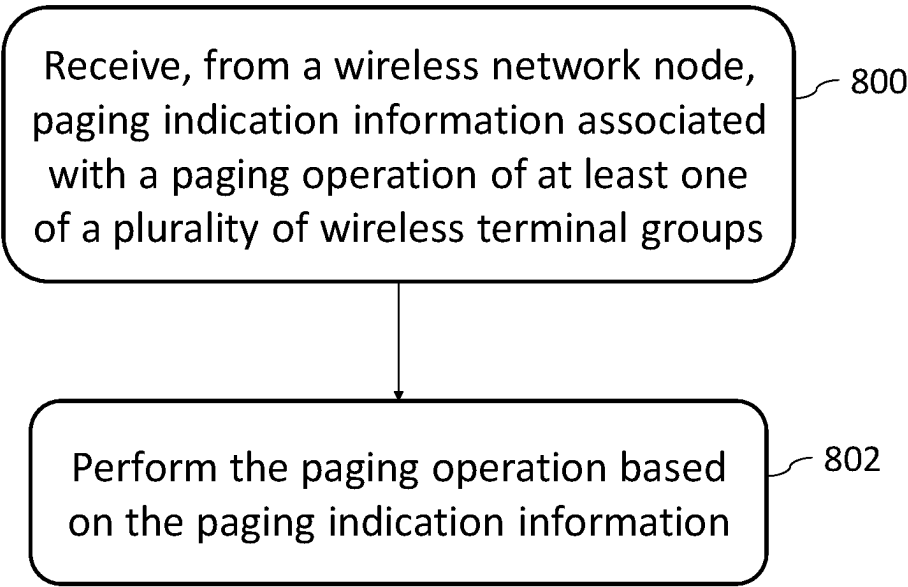 Receive, from a wireless network node,
paging indication information associated
with a paging operation of at least one
of a plurality of wireless terminal groups
800
Perform the paging operation based
on the paging indication information
802